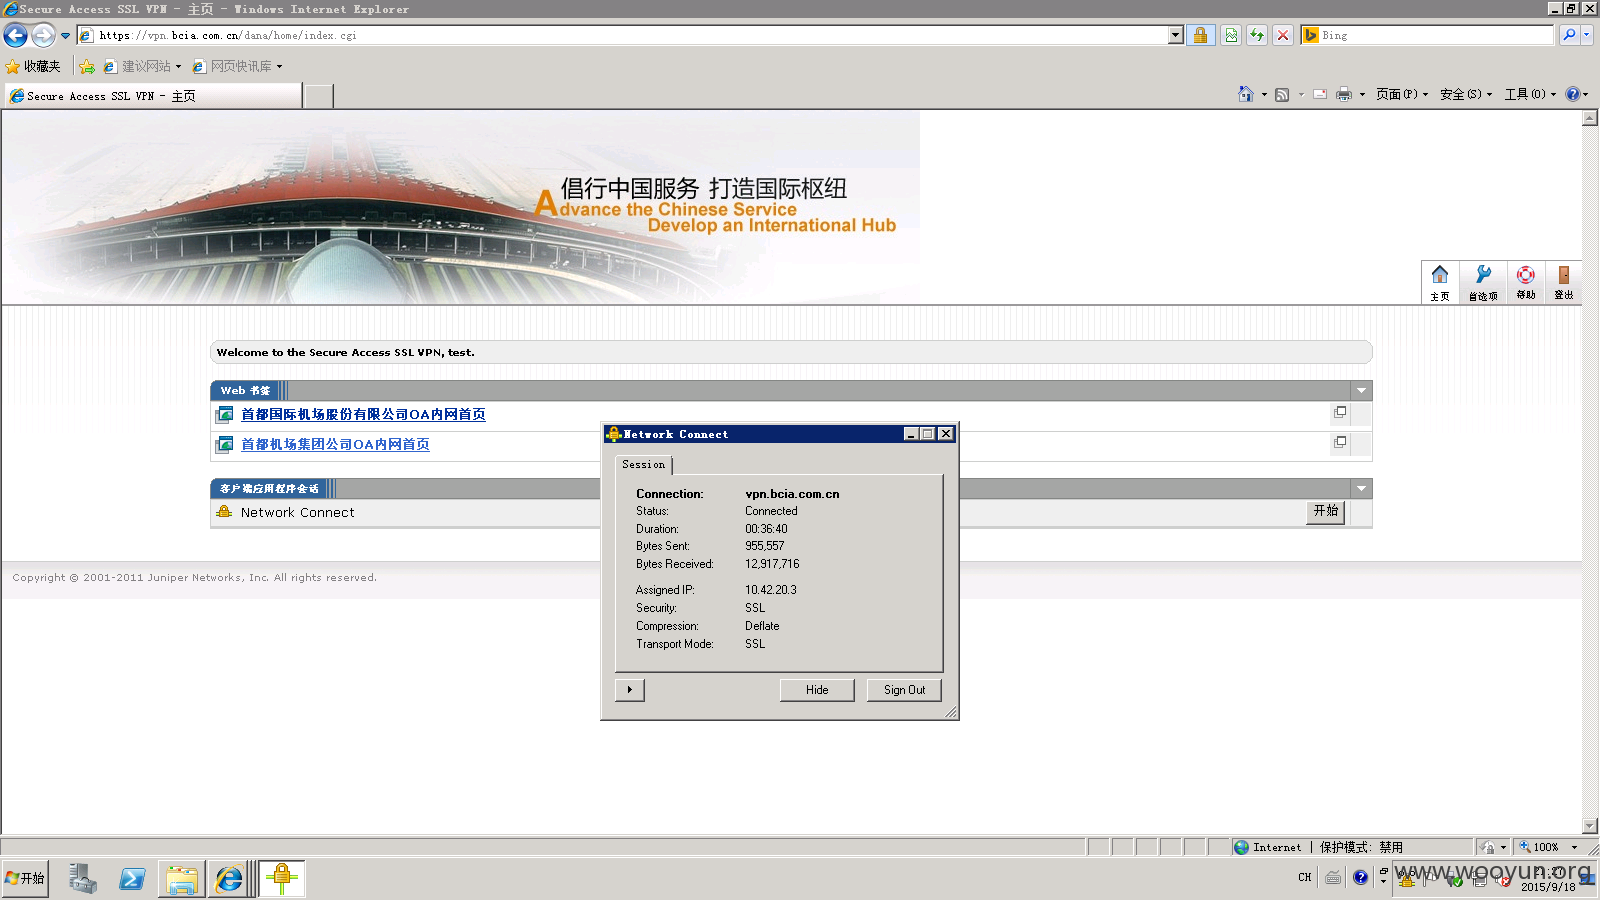 Secure Access SSL VPN - 主页 - Windows Internet Explorer
https://vpn.bcia.com.cn/dana/home/index.cgi
Bing
收藏夹
建议网站
网页快讯库
Secure Access SSL VPN - 主页
页面(P)
安全(S)
工具(O)
倡行中国服务 打造国际枢纽
Advance the Chinese Service
Develop an International Hub
主页
首选项
帮助
登出
Welcome to the Secure Access SSL VPN, test.
Web 书签
首都国际机场股份有限公司OA内网首页
首都机场集团公司OA内网首页
客户端应用程序会话
Network Connect
开始
Network Connect
Session
Connection: vpn.bcia.com.cn
Status: Connected
Duration: 00:36:40
Bytes Sent: 955,557
Bytes Received: 12,917,716
Assigned IP: 10.42.20.3
Security: SSL
Compression: Deflate
Transport Mode: SSL
Hide
Sign Out
Copyright © 2001-2011 Juniper Networks, Inc. All rights reserved.
Internet | 保护模式: 禁用
100%
开始
CH
www.wooyun.org
2015/9/18